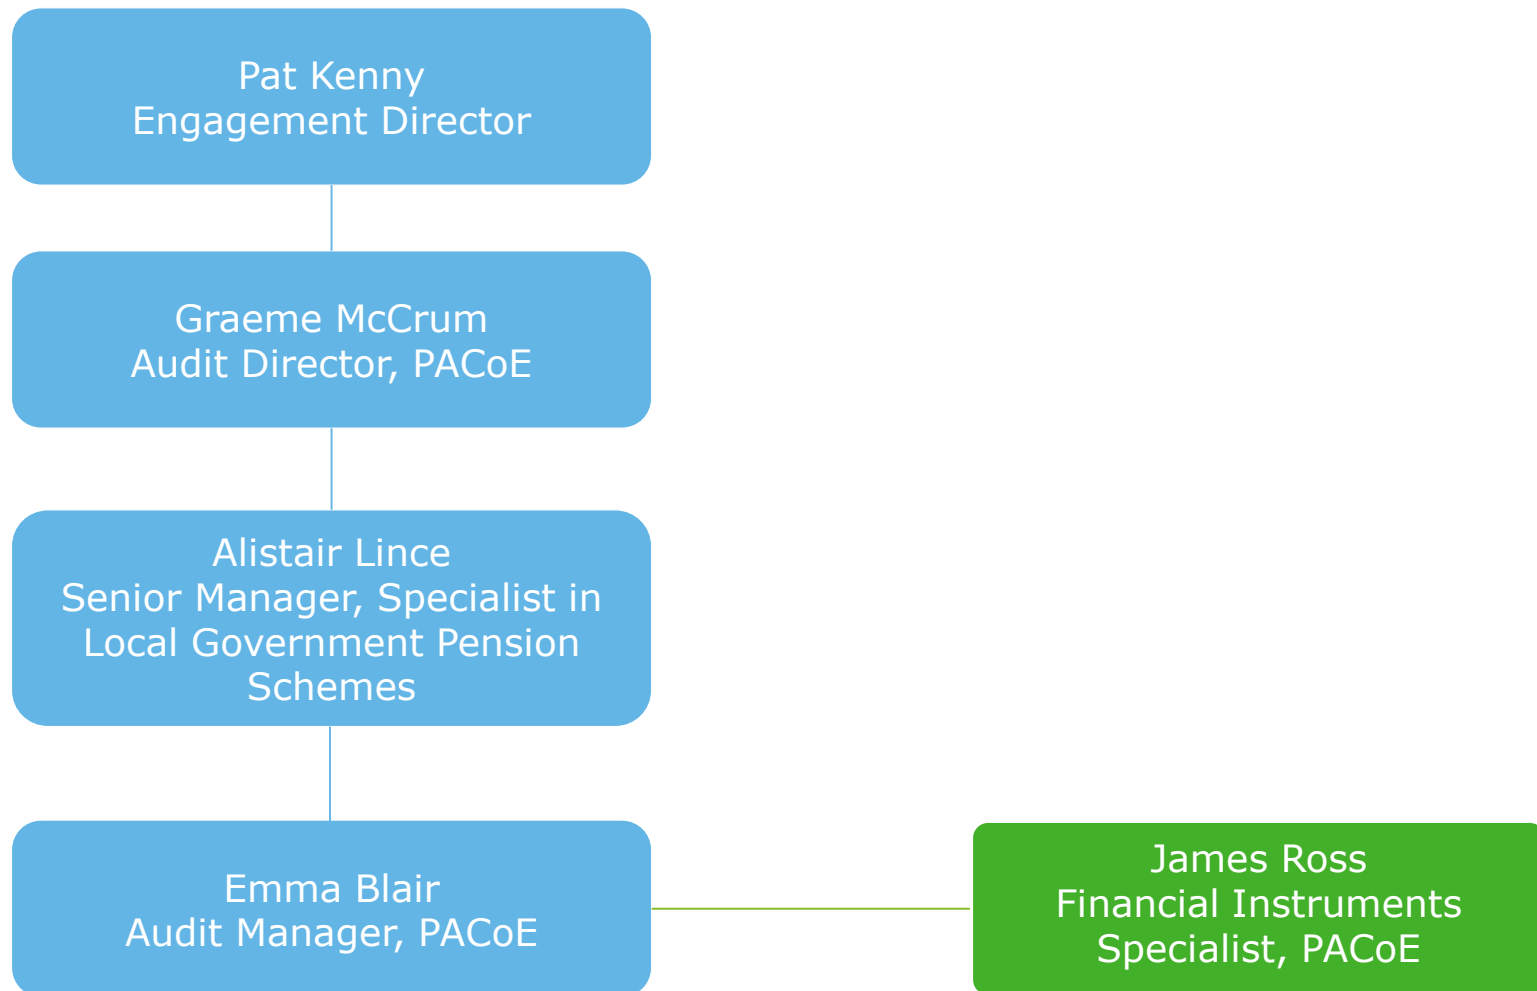 Pat Kenny
Engagement Director
Graeme McCrum
Audit Director, PACoE
Alistair Lince
Senior Manager, Specialist in
Local Government Pension
Schemes
Emma Blair
Audit Manager, PACoE
James Ross
Financial Instruments
Specialist, PACoE